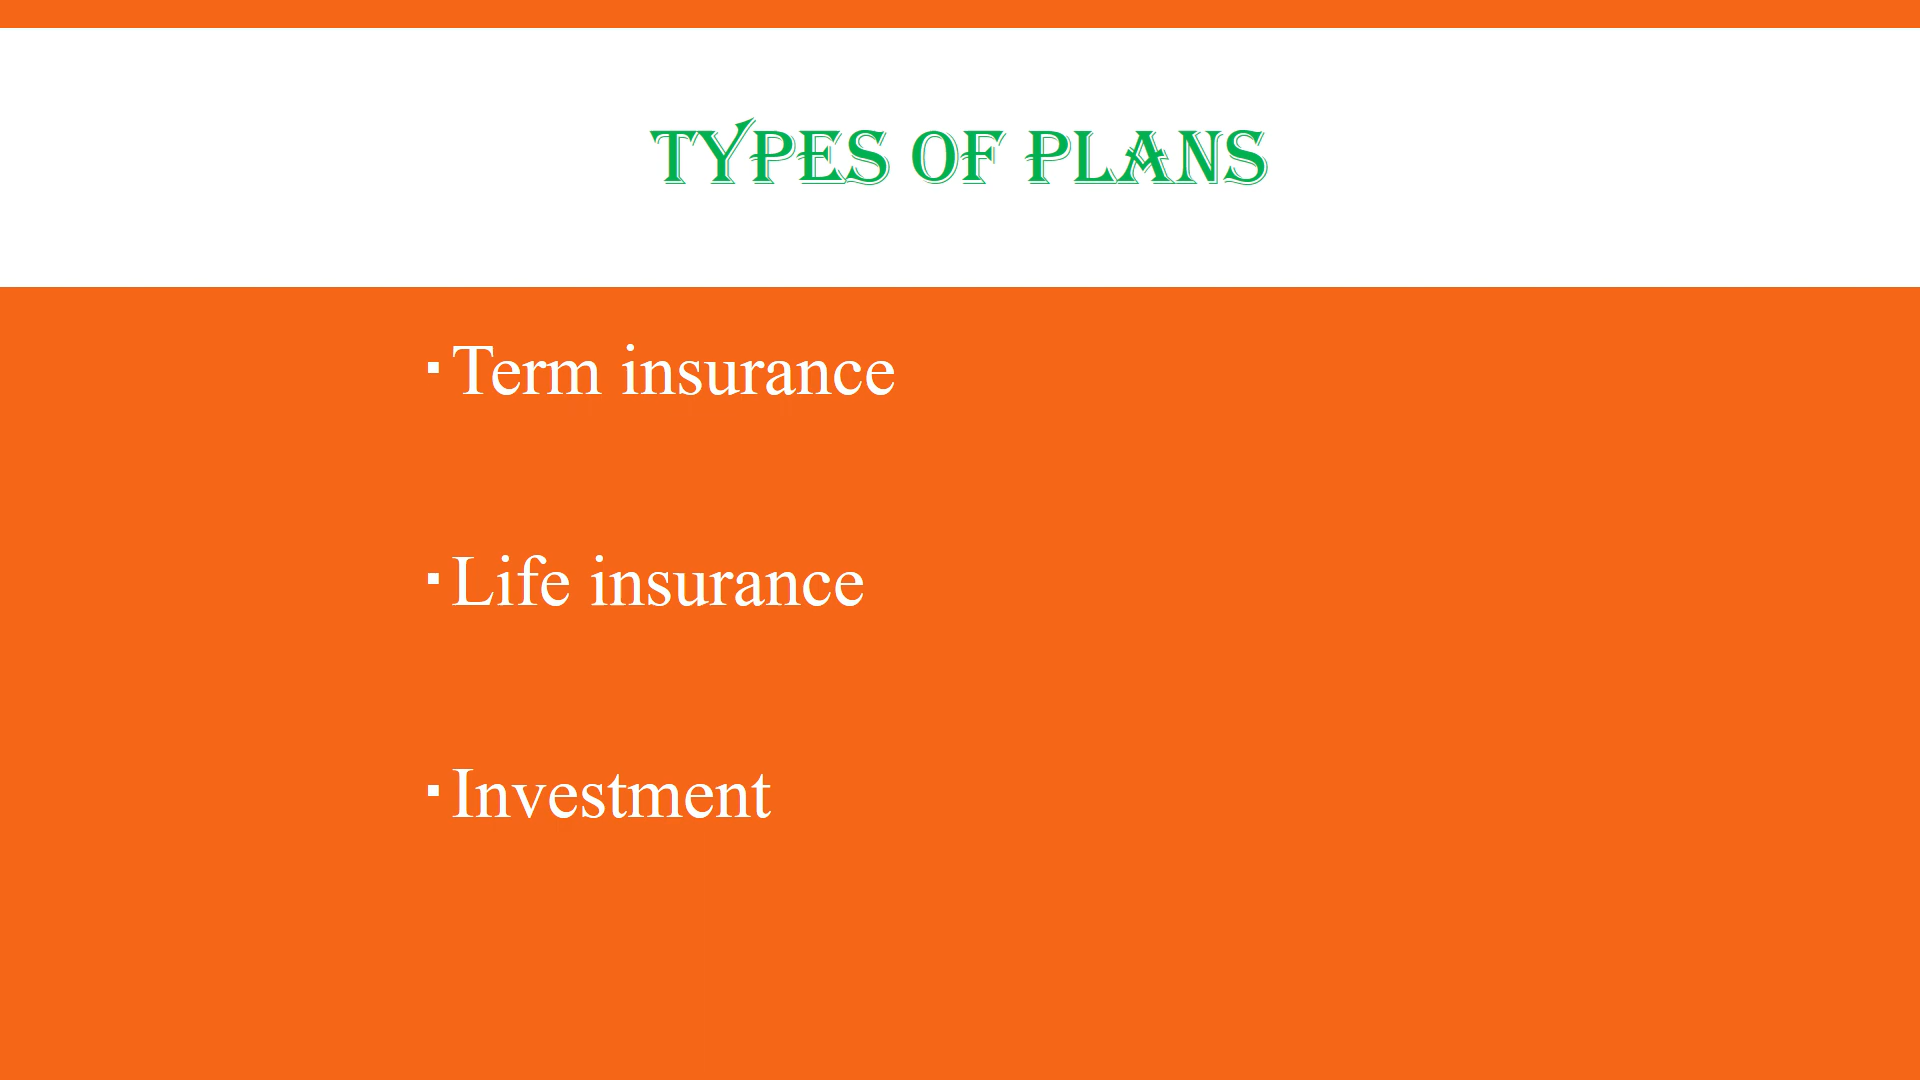 TYPES OF PLANS
▪ Term insurance
▪ Life insurance
▪ Investment